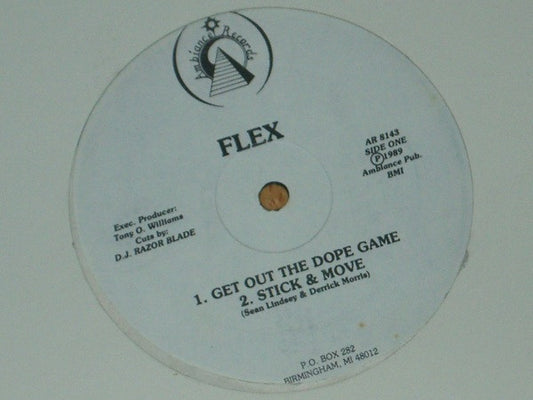 Ambiance Records
FLEX
AR 8143
SIDE ONE
Ⓟ1989
Ambiance Pub.
BMI
Exec. Producer:
Tony O. Williams
Cuts by:
D.J. RAZOR BLADE
1. GET OUT THE DOPE GAME
2. STICK & MOVE
(Sean Lindsey & Derrick Morris)
P.O. BOX 282
BIRMINGHAM, MI 48012